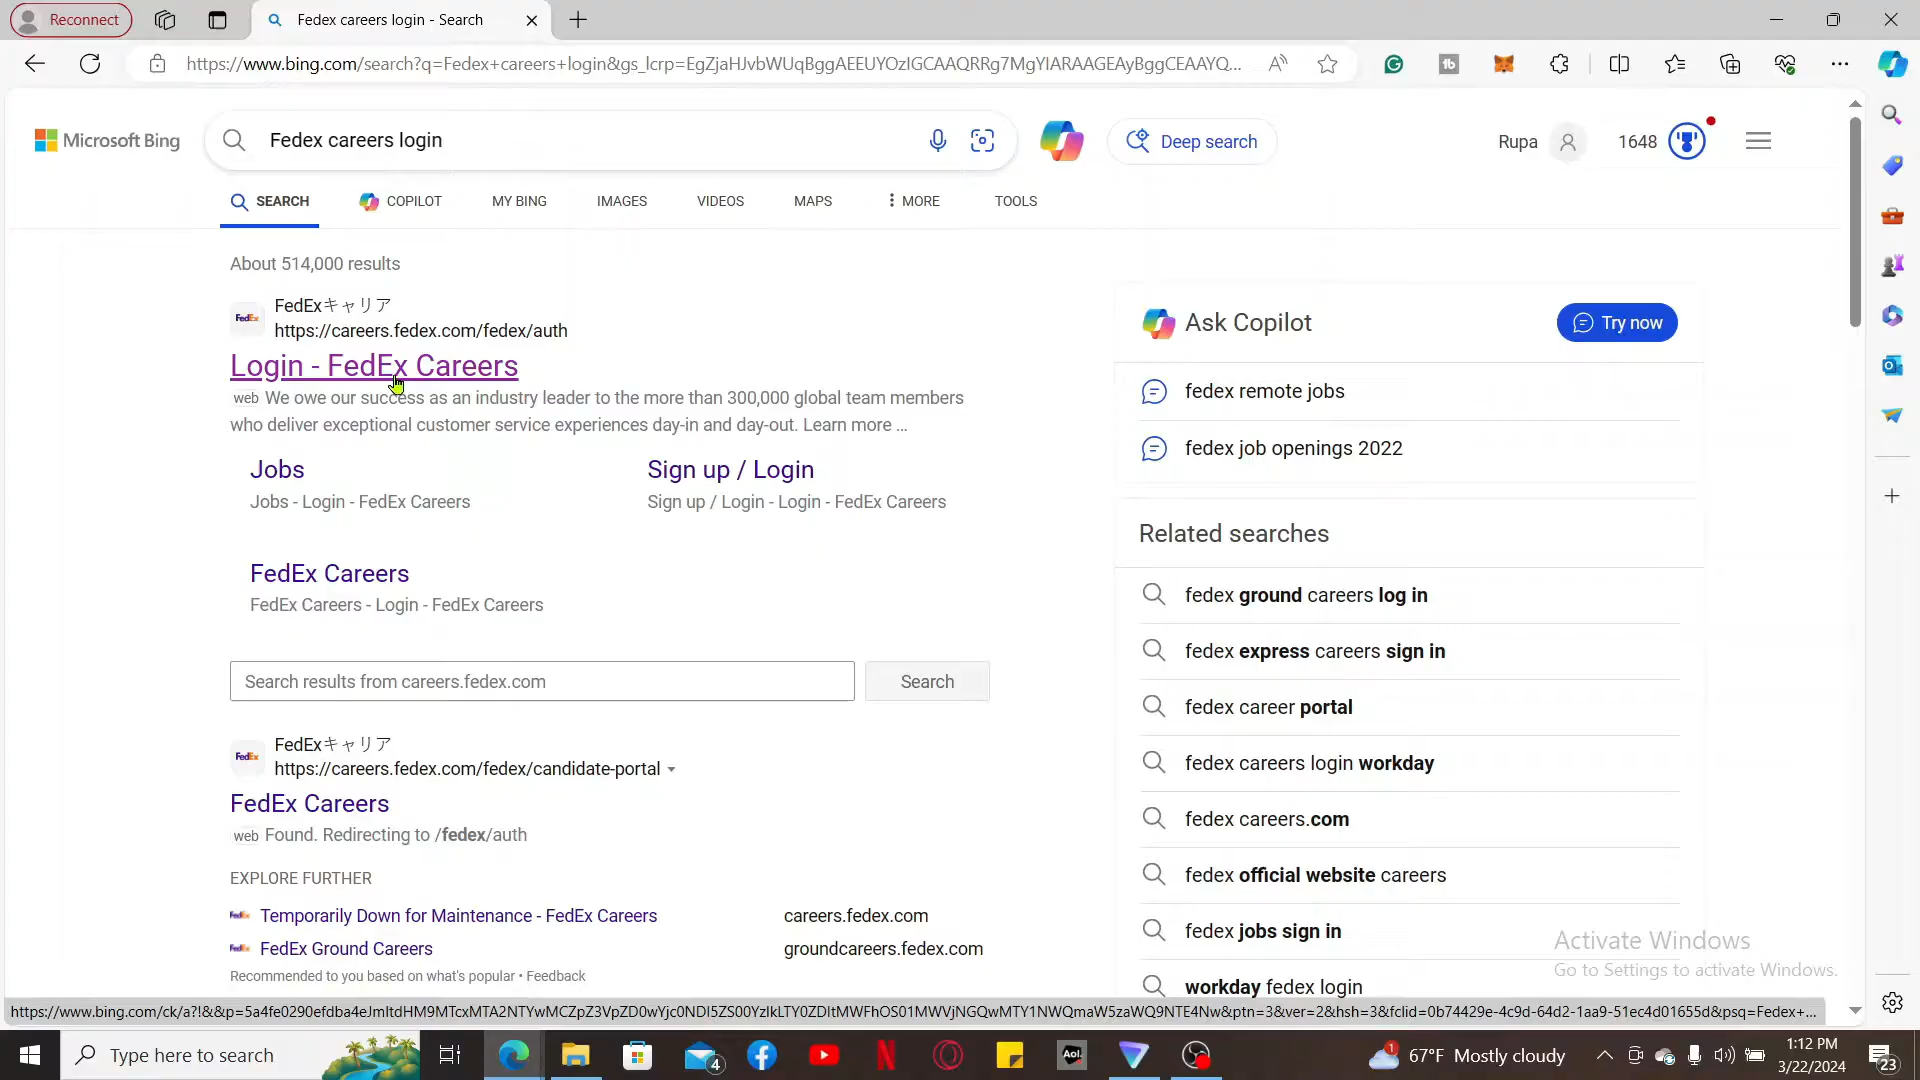 Reconnect
Fedex careers login - Search
https://www.bing.com/search?q=Fedex+careers+login&gs_lcrp=EgZjaHJvbWUqBggAEEUYOzIGCAAQRRg7MgYIARAAGEAyBggCEAAYQ...
Microsoft Bing
Fedex careers login
Deep search
Rupa
1648
SEARCH
COPILOT
MY BING
IMAGES
VIDEOS
MAPS
MORE
TOOLS
About 514,000 results
FedExキャリア
https://careers.fedex.com/fedex/auth
Login - FedEx Careers
web We owe our success as an industry leader to the more than 300,000 global team members
who deliver exceptional customer service experiences day-in and day-out. Learn more ...
Jobs
Jobs - Login - FedEx Careers
Sign up / Login
Sign up / Login - Login - FedEx Careers
FedEx Careers
FedEx Careers - Login - FedEx Careers
Search results from careers.fedex.com
Search
FedExキャリア
https://careers.fedex.com/fedex/candidate-portal
FedEx Careers
web Found. Redirecting to /fedex/auth
EXPLORE FURTHER
Temporarily Down for Maintenance - FedEx Careers
careers.fedex.com
FedEx Ground Careers
groundcareers.fedex.com
Recommended to you based on what's popular • Feedback
Ask Copilot
Try now
fedex remote jobs
fedex job openings 2022
Related searches
fedex ground careers log in
fedex express careers sign in
fedex career portal
fedex careers login workday
fedex careers.com
fedex official website careers
fedex jobs sign in
workday fedex login
Activate Windows
Go to Settings to activate Windows.
Type here to search
4
Aol.
1
67°F Mostly cloudy
1:12 PM
3/22/2024
23